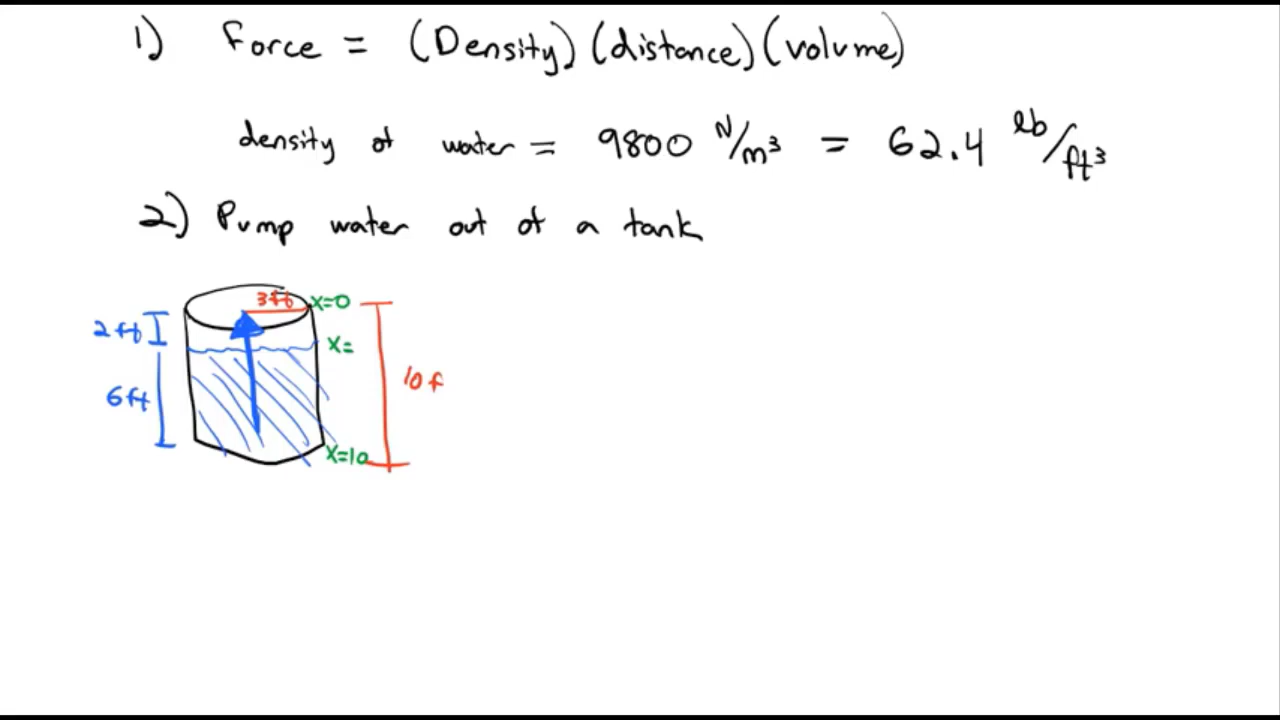 1) Force = (Density)(distance)(volume)
density of water = 9800 N/m³ = 62.4 lb/ft³
2) Pump water out of a tank
3ft x=0
2ft
x=
10f
6ft
x=10